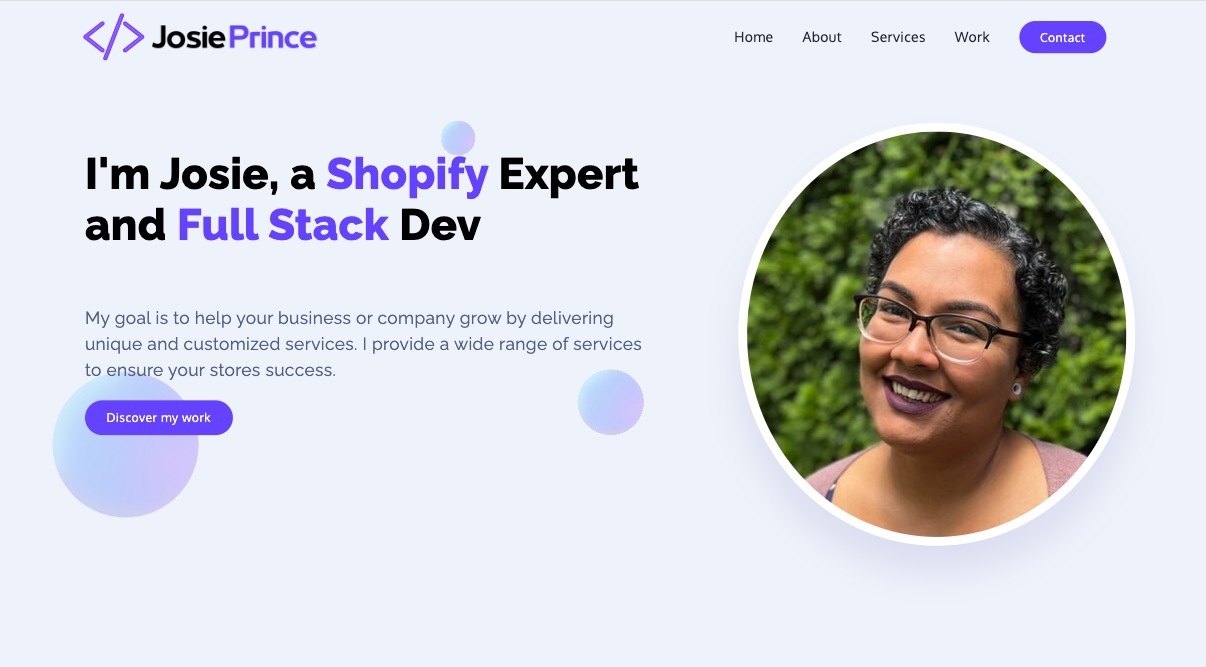 </> Josie Prince
Home About Services Work Contact
I'm Josie, a Shopify Expert
and Full Stack Dev
My goal is to help your business or company grow by delivering
unique and customized services. I provide a wide range of services
to ensure your stores success.
Discover my work